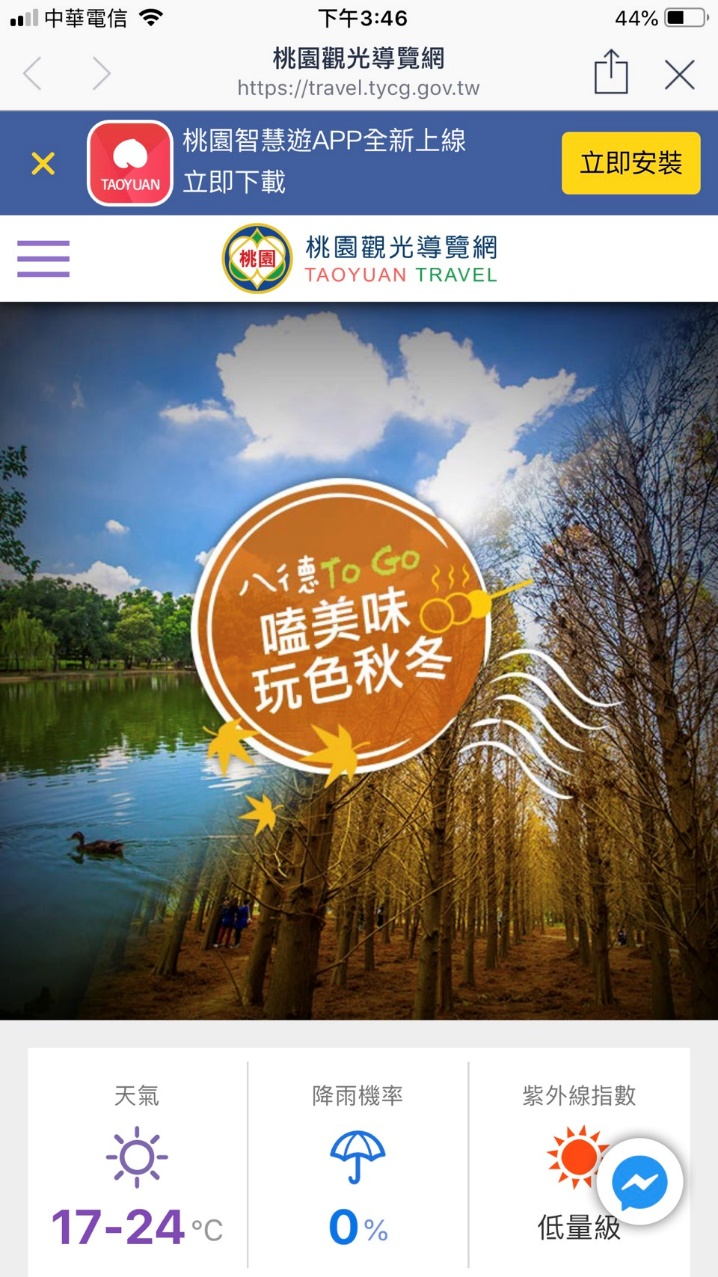 中華電信
下午3:46
44%
桃園觀光導覽網
https://travel.tycg.gov.tw
桃園智慧遊APP全新上線
立即下載
TAOYUAN
立即安裝
桃園
桃園觀光導覽網
TAOYUAN TRAVEL
八德To Go
嗑美味
玩色秋冬
天氣
降雨機率
紫外線指數
17-24°C
0%
低量級